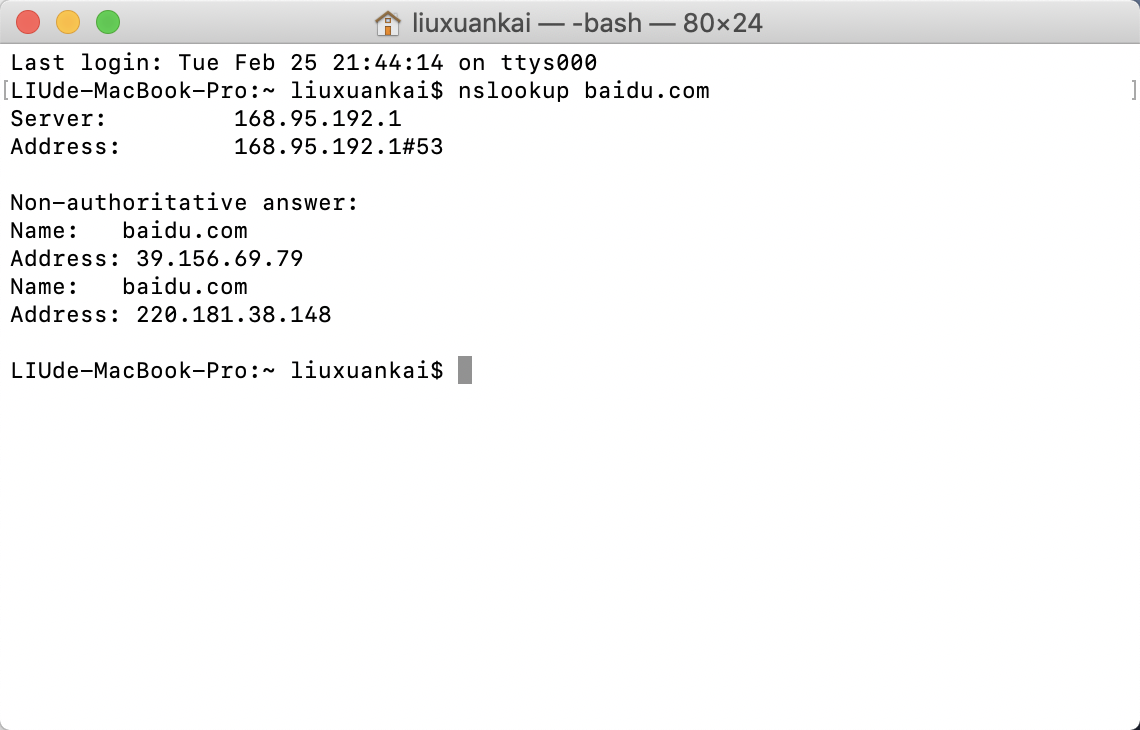 liuxuankai — -bash — 80×24
Last login: Tue Feb 25 21:44:14 on ttys000
[LIUde-MacBook-Pro:~ liuxuankai$ nslookup baidu.com ]
Server: 168.95.192.1
Address: 168.95.192.1#53
Non-authoritative answer:
Name: baidu.com
Address: 39.156.69.79
Name: baidu.com
Address: 220.181.38.148
LIUde-MacBook-Pro:~ liuxuankai$